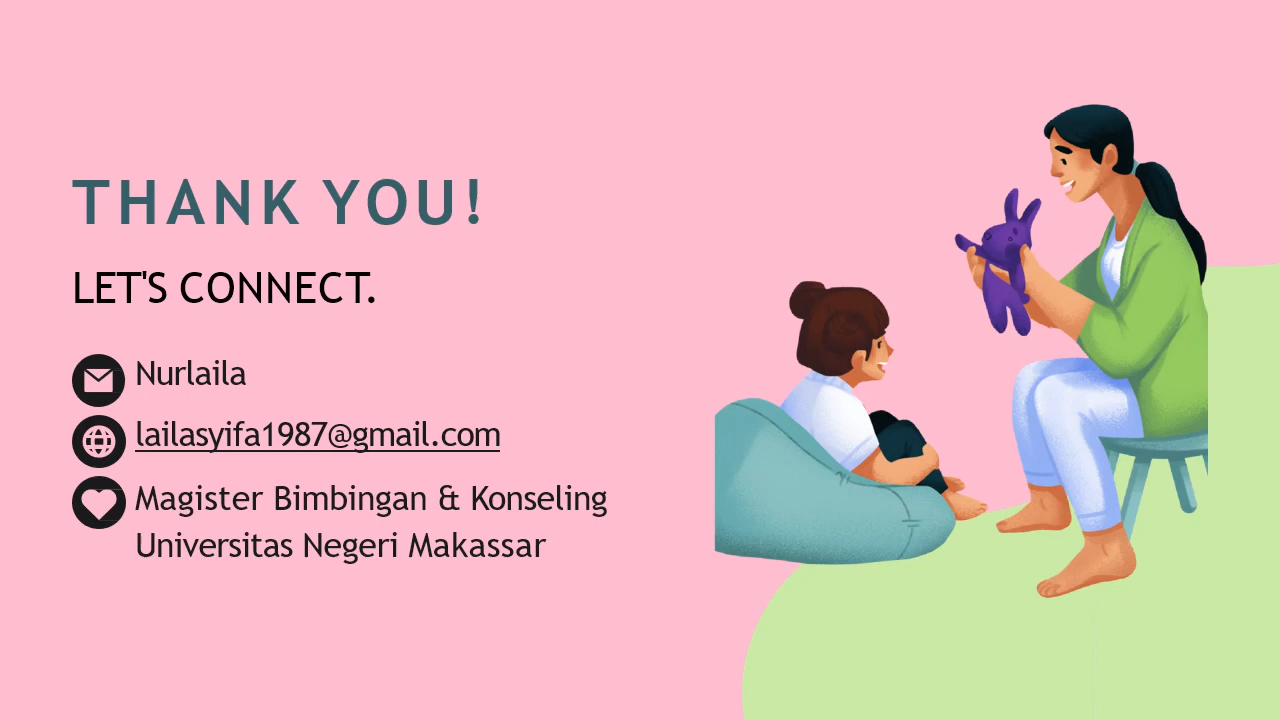 THANK YOU!
LET'S CONNECT.
Nurlaila
lailasyifa1987@gmail.com
Magister Bimbingan & Konseling
Universitas Negeri Makassar